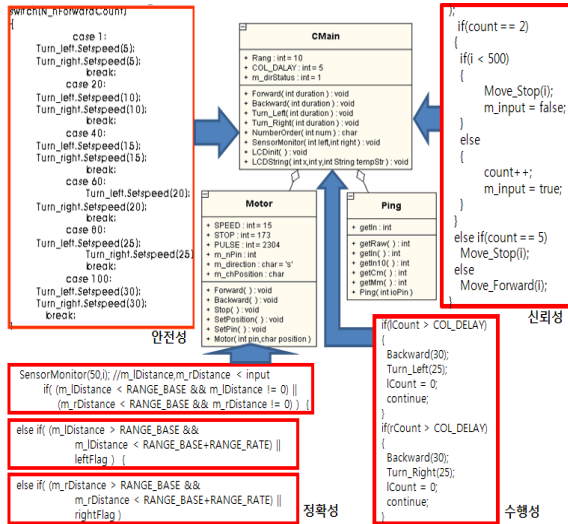 switch(N_nForwardCount)
{
case 1:
Turn_left.Setspeed(5);
Turn_right.Setspeed(5);
break;
case 20:
Turn_left.Setspeed(10);
Turn_right.Setspeed(10);
break;
case 40:
Turn_left.Setspeed(15);
Turn_right.Setspeed(15);
break;
case 60:
Turn_left.Setspeed(20);
Turn_right.Setspeed(20);
case 80:
Turn_left.Setspeed(25);
Turn_right.Setspeed(25)
break;
case 100:
Turn_left.Setspeed(30);
Turn_right.Setspeed(30);
break;
안전성
CMain
+ Rang : int = 10
+ COL_DALAY : int = 5
+ m_dirStatus : int = 1
+ Forward( int duration) : void
+ Backward( int duration) : void
+ Turn_Left( int duration) : void
+ Turn_Right( int duration) : void
+ NumberOrder( int num) : char
+ SensorMonitor( int left,int right) : void
+ LCDinit( ) : void
+ LCDString( int x,int y,int String tempStr) : void
Motor
+ SPEED : int = 15
+ STOP : int = 173
+ PULSE : int = 2304
+ m_nPin : int
+ m_direction : char = 's'
+ m_chPosition : char
+ Forward( ) : void
+ Backward( ) : void
+ Stop( ) : void
+ SetPosition( ) : void
+ SetPin( ) : void
+ Motor( int pin,char position)
Ping
+ getIn : int
+ getRaw( ) : int
+ getIn( ) : int
+ getIn10( ) : int
+ getCm( ) : int
+ getMm( ) : int
+ Ping( int ioPin)
);
if(count == 2)
{
if(i < 500)
{
Move_Stop(i);
m_input = false;
}
else
{
count++;
m_input = true;
}
}
else if(count == 5)
Move_Stop(i);
else
Move_Forward(i);
}
신뢰성
SensorMonitor(50,i); //m_lDistance,m_rDistance < input
if( (m_lDistance < RANGE_BASE && m_lDistance != 0) ||
(m_rDistance < RANGE_BASE && m_rDistance != 0) ) {
else if( (m_lDistance > RANGE_BASE &&
m_lDistance < RANGE_BASE+RANGE_RATE) ||
leftFlag ) {
else if( (m_rDistance > RANGE_BASE &&
m_rDistance < RANGE_BASE+RANGE_RATE) ||
rightFlag )
정확성
if(lCount > COL_DELAY)
{
Backward(30);
Turn_Left(25);
lCount = 0;
continue;
}
if(rCount > COL_DELAY)
{
Backward(30);
Turn_Right(25);
lCount = 0;
continue;
}
수행성